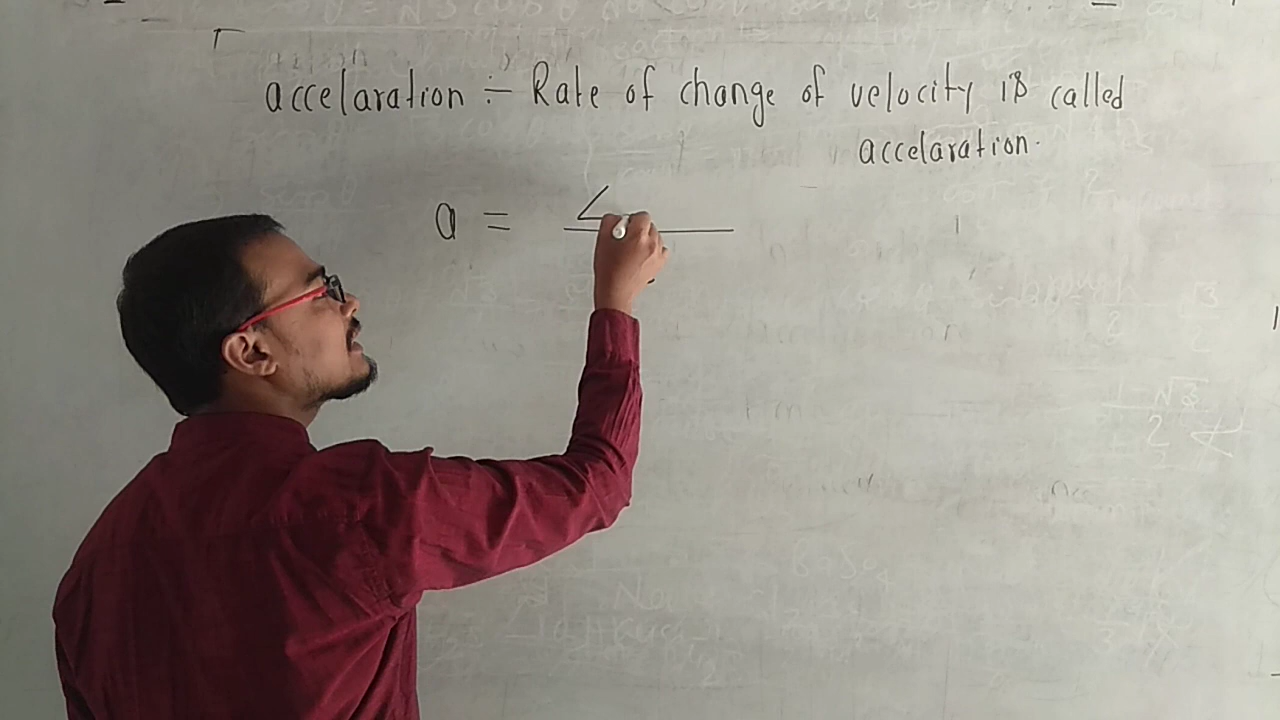 accelaration :- Rate of change of velocity is called
accelaration.
a =